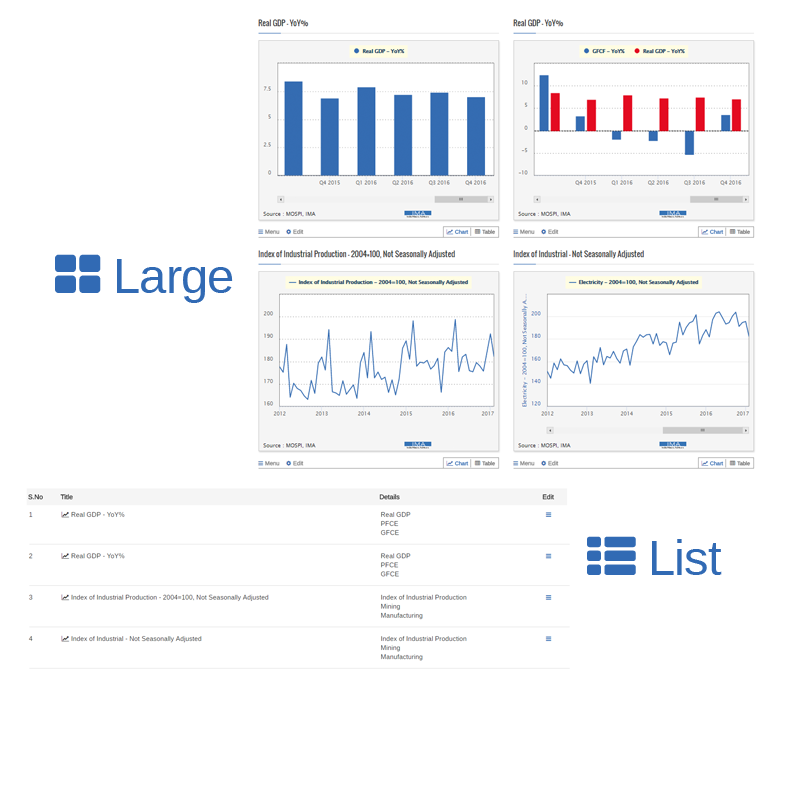 Real GDP - YoY%
Real GDP – YoY%
7.5
5
2.5
0
Q4 2015 Q1 2016 Q2 2016 Q3 2016 Q4 2016
Source : MOSPI, IMA
IMA
Menu Edit Chart Table
Real GDP - YoY%
GFCF – YoY% Real GDP – YoY%
10
5
0
−5
−10
Q4 2015 Q1 2016 Q2 2016 Q3 2016 Q4 2016
Source : MOSPI, IMA
IMA
Menu Edit Chart Table
Large
Index of Industrial Production - 2004=100, Not Seasonally Adjusted
Index of Industrial Production – 2004=100, Not Seasonally Adjusted
200
190
180
170
160
2012 2013 2014 2015 2016 2017
Source : MOSPI, IMA
IMA
Menu Edit Chart Table
Index of Industrial - Not Seasonally Adjusted
Electricity – 2004=100, Not Seasonally Adjusted
Electricity – 2004=100, Not Seasonally A...
200
180
160
140
120
2012 2013 2014 2015 2016 2017
Source : MOSPI, IMA
IMA
Menu Edit Chart Table
S.No Title Details Edit
1 Real GDP - YoY% Real GDP
PFCE
GFCE
2 Real GDP - YoY% Real GDP
PFCE
GFCE
3 Index of Industrial Production - 2004=100, Not Seasonally Adjusted Index of Industrial Production
Mining
Manufacturing
4 Index of Industrial - Not Seasonally Adjusted Index of Industrial Production
Mining
Manufacturing
List